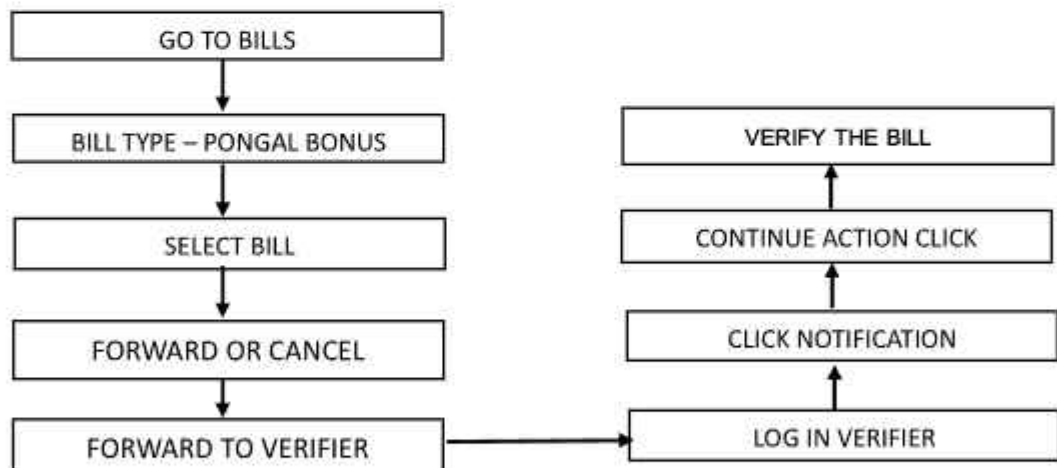 GO TO BILLS
BILL TYPE – PONGAL BONUS
SELECT BILL
FORWARD OR CANCEL
FORWARD TO VERIFIER
LOG IN VERIFIER
CLICK NOTIFICATION
CONTINUE ACTION CLICK
VERIFY THE BILL